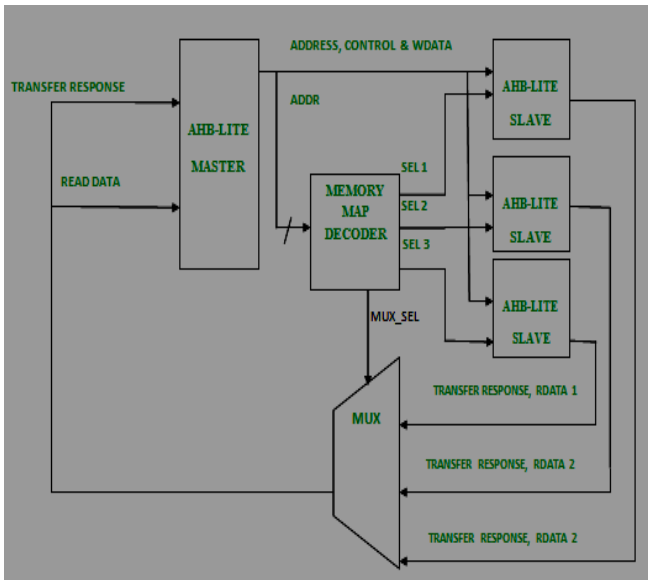 ADDRESS, CONTROL & WDATA
TRANSFER RESPONSE
ADDR
AHB-LITE
MASTER
READ DATA
AHB-LITE
SLAVE
SEL 1
MEMORY
MAP
DECODER
SEL 2
SEL 3
AHB-LITE
SLAVE
AHB-LITE
SLAVE
MUX_SEL
MUX
TRANSFER RESPONSE, RDATA 1
TRANSFER RESPONSE, RDATA 2
TRANSFER RESPONSE, RDATA 2